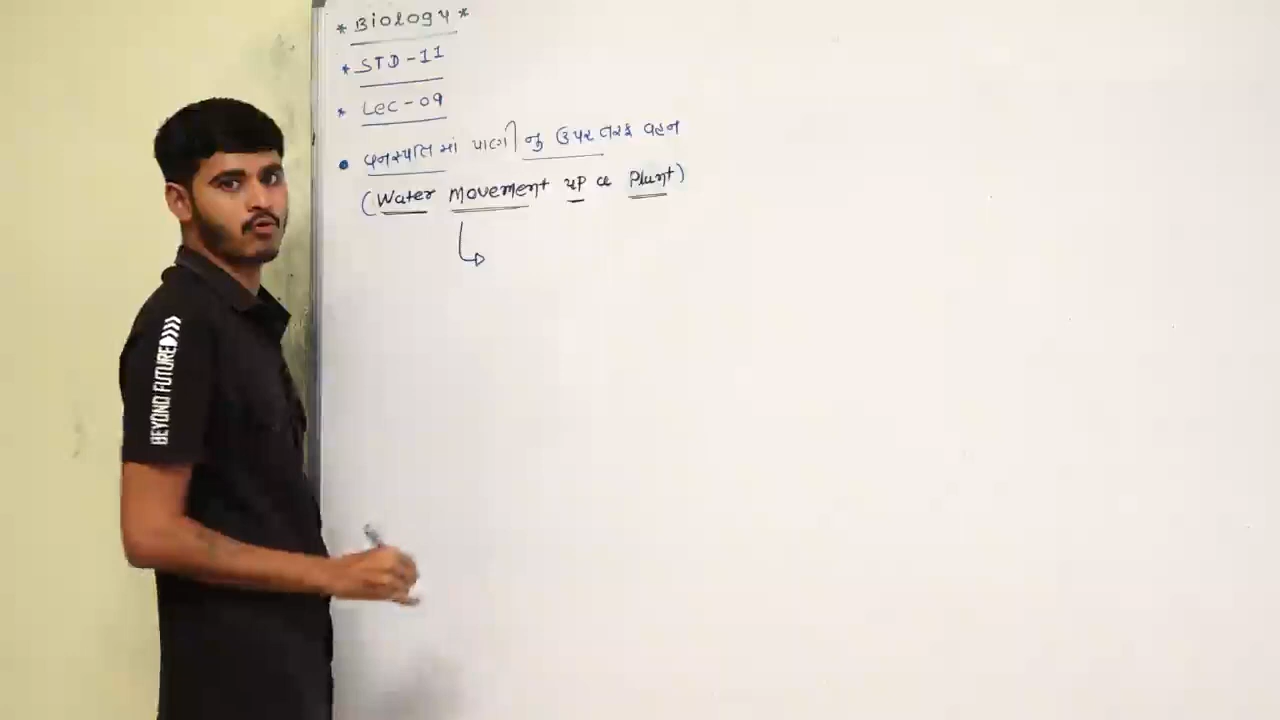 * Biology *
* STD-11
* Lec-09
• વનસ્પતિ માં પાણી નુ ઉપર તરફ વહન
(Water movement up a Plant)
BEYOND FUTURE